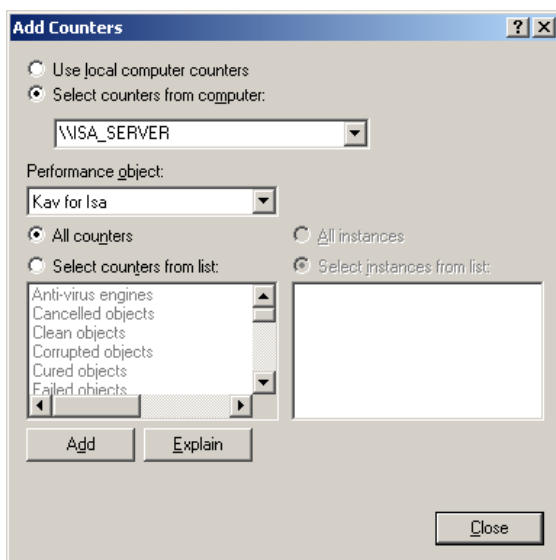 Add Counters
Use local computer counters
Select counters from computer:
\\ISA_SERVER
Performance object:
Kav for Isa
All counters
All instances
Select counters from list:
Select instances from list:
Anti-virus engines
Cancelled objects
Clean objects
Corrupted objects
Cured objects
Failed objects
Add
Explain
Close